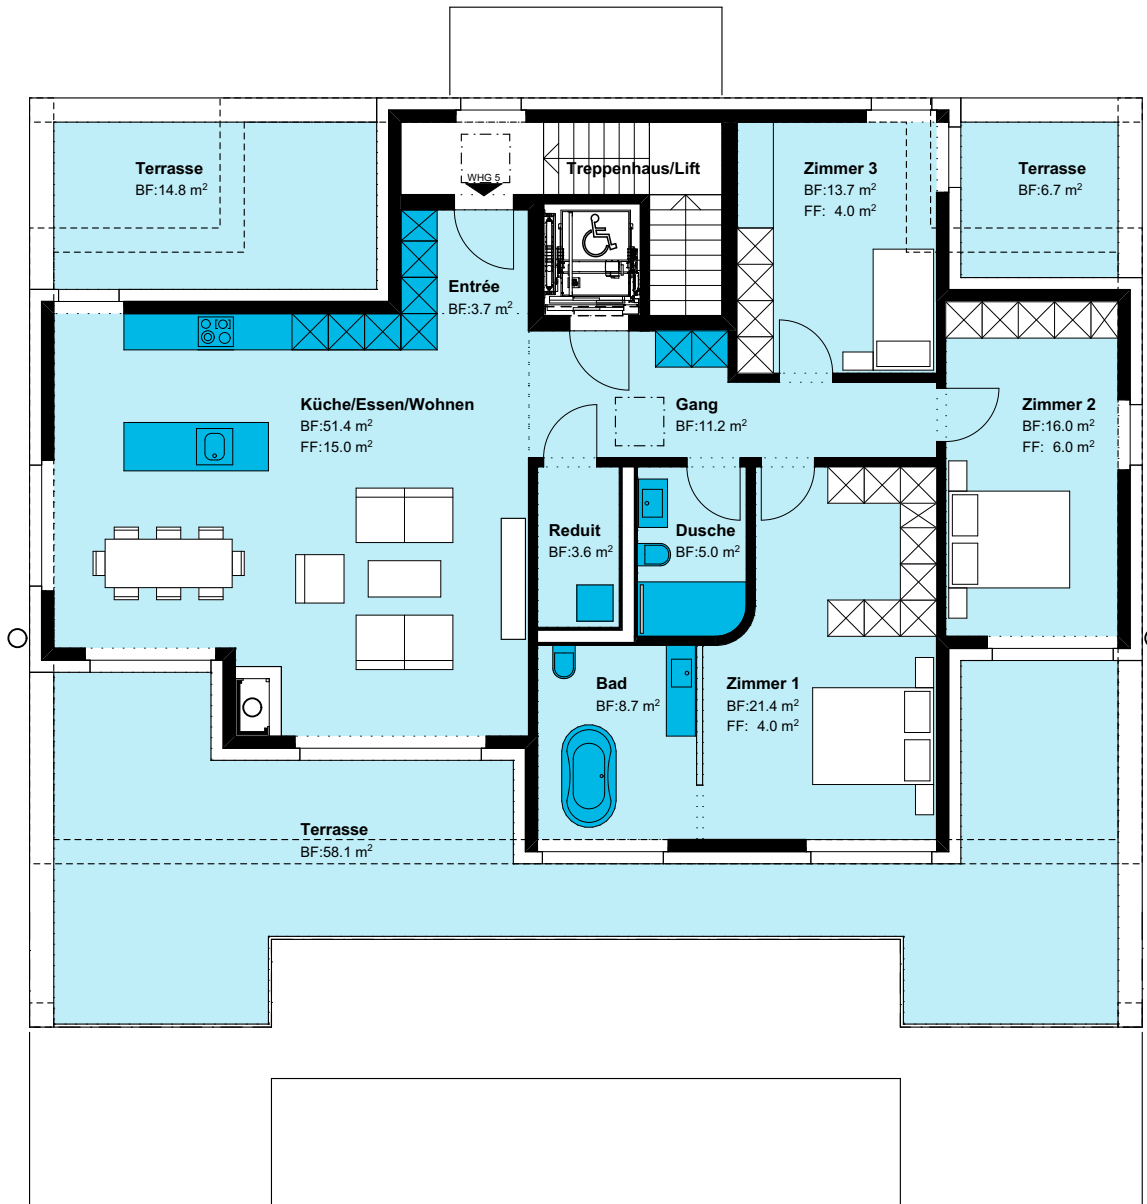 Terrasse
BF:14.8 m²
WHG 5
Treppenhaus/Lift
Zimmer 3
BF:13.7 m²
FF: 4.0 m²
Terrasse
BF:6.7 m²
Entrée
BF:3.7 m²
Küche/Essen/Wohnen
BF:51.4 m²
FF:15.0 m²
Gang
BF:11.2 m²
Zimmer 2
BF:16.0 m²
FF: 6.0 m²
Reduit
BF:3.6 m²
Dusche
BF:5.0 m²
Bad
BF:8.7 m²
Zimmer 1
BF:21.4 m²
FF: 4.0 m²
Terrasse
BF:58.1 m²